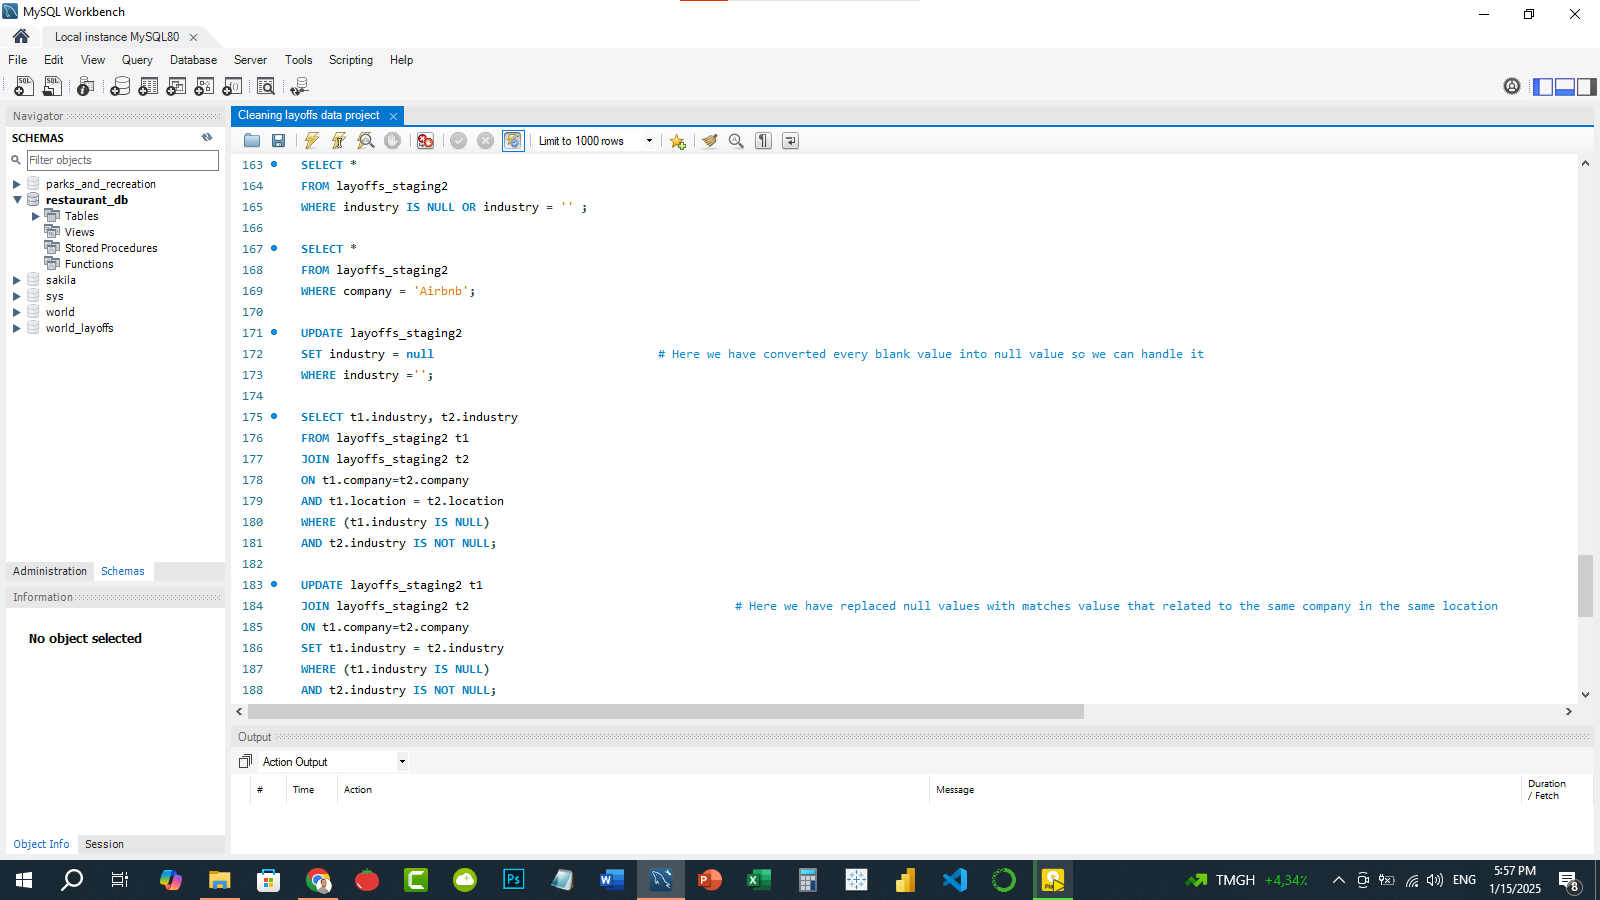 MySQL Workbench
Local instance MySQL80
File Edit View Query Database Server Tools Scripting Help
Navigator
SCHEMAS
Filter objects
parks_and_recreation
restaurant_db
Tables
Views
Stored Procedures
Functions
sakila
sys
world
world_layoffs
Administration Schemas
Information
No object selected
Object Info Session
Cleaning layoffs data project
Limit to 1000 rows
163 SELECT *
164 FROM layoffs_staging2
165 WHERE industry IS NULL OR industry = '' ;
166
167 SELECT *
168 FROM layoffs_staging2
169 WHERE company = 'Airbnb';
170
171 UPDATE layoffs_staging2
172 SET industry = null # Here we have converted every blank value into null value so we can handle it
173 WHERE industry ='';
174
175 SELECT t1.industry, t2.industry
176 FROM layoffs_staging2 t1
177 JOIN layoffs_staging2 t2
178 ON t1.company=t2.company
179 AND t1.location = t2.location
180 WHERE (t1.industry IS NULL)
181 AND t2.industry IS NOT NULL;
182
183 UPDATE layoffs_staging2 t1
184 JOIN layoffs_staging2 t2 # Here we have replaced null values with matches valuse that related to the same company in the same location
185 ON t1.company=t2.company
186 SET t1.industry = t2.industry
187 WHERE (t1.industry IS NULL)
188 AND t2.industry IS NOT NULL;
Output
Action Output
# Time Action Message Duration / Fetch
TMGH +4,34%
ENG
5:57 PM
1/15/2025
8